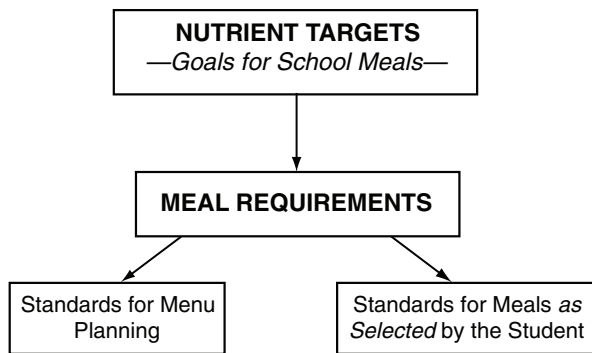 NUTRIENT TARGETS
—Goals for School Meals—
MEAL REQUIREMENTS
Standards for Menu
Planning
Standards for Meals as
Selected by the Student